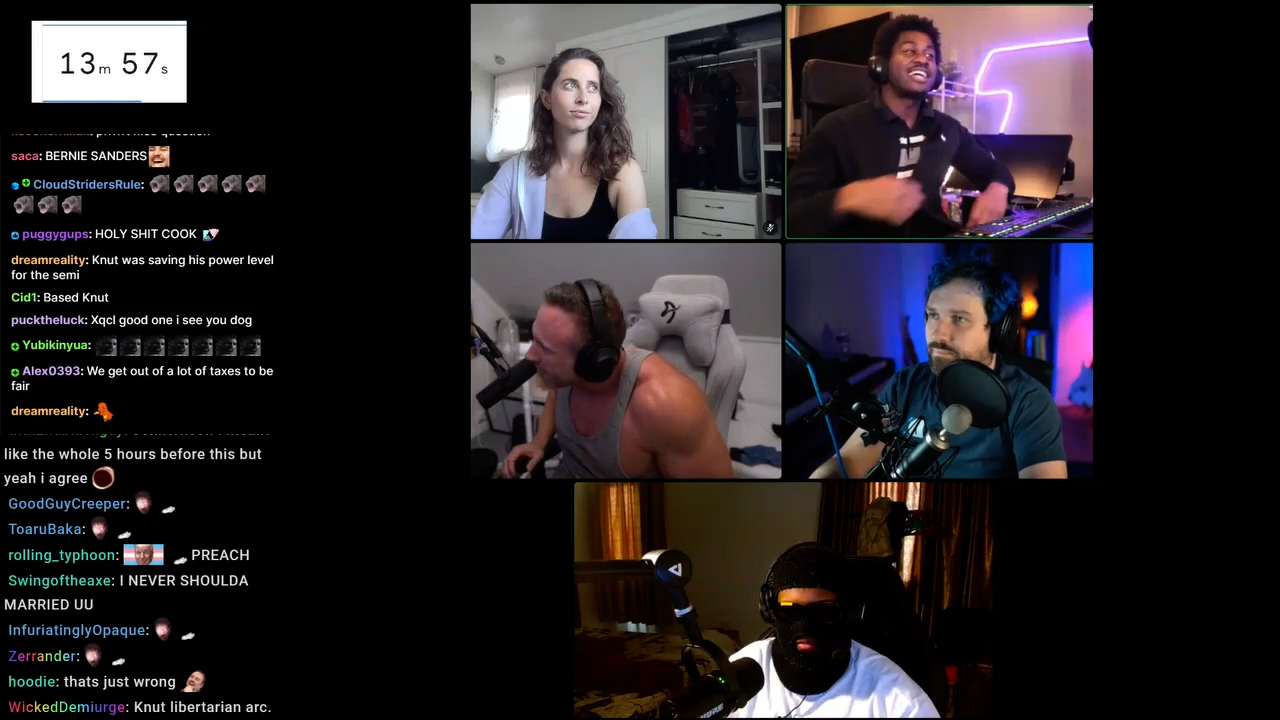 13m 57s
saca: BERNIE SANDERS
CloudStridersRule:
puggygups: HOLY SHIT COOK
dreamreality: Knut was saving his power level
for the semi
Cid1: Based Knut
pucktheluck: Xqcl good one i see you dog
Yubikinyua:
Alex0393: We get out of a lot of taxes to be
fair
dreamreality:
like the whole 5 hours before this but
yeah i agree
GoodGuyCreeper:
ToaruBaka:
rolling_typhoon: PREACH
Swingoftheaxe: I NEVER SHOULDA
MARRIED UU
InfuriatinglyOpaque:
Zerrander:
hoodie: thats just wrong
WickedDemiurge: Knut libertarian arc.